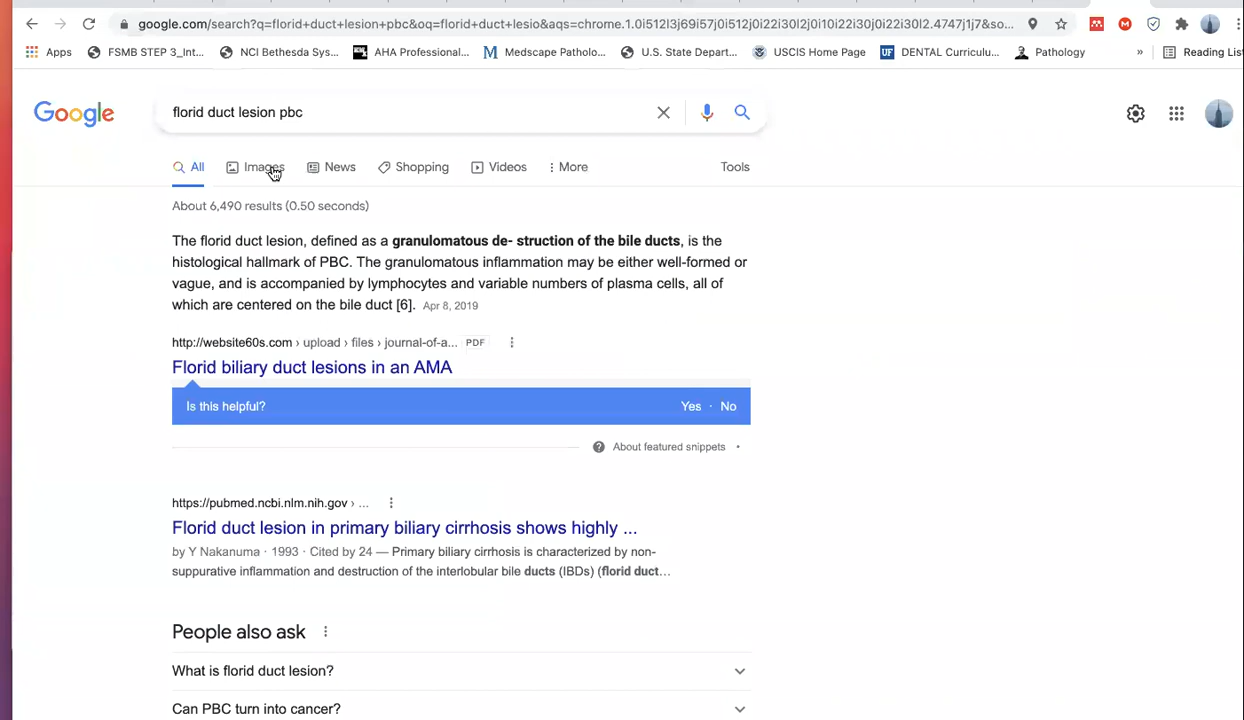 google.com/search?q=florid+duct+lesion+pbc&oq=florid+duct+lesio&aqs=chrome.1.0i512l3j69i57j0i512j0i22i30l2j0i10i22i30j0i22i30l2.4747j1j7&so...
Apps FSMB STEP 3_Int... NCI Bethesda Sys... AHA Professional... Medscape Patholo... U.S. State Depart... USCIS Home Page UF DENTAL Curriculu... Pathology » Reading List
Google florid duct lesion pbc
All Images News Shopping Videos More Tools
About 6,490 results (0.50 seconds)
The florid duct lesion, defined as a granulomatous de- struction of the bile ducts, is the
histological hallmark of PBC. The granulomatous inflammation may be either well-formed or
vague, and is accompanied by lymphocytes and variable numbers of plasma cells, all of
which are centered on the bile duct [6]. Apr 8, 2019
http://website60s.com › upload › files › journal-of-a... PDF
Florid biliary duct lesions in an AMA
Is this helpful? Yes · No
About featured snippets •
https://pubmed.ncbi.nlm.nih.gov › ...
Florid duct lesion in primary biliary cirrhosis shows highly ...
by Y Nakanuma · 1993 · Cited by 24 — Primary biliary cirrhosis is characterized by non-
suppurative inflammation and destruction of the interlobular bile ducts (IBDs) (florid duct...
People also ask
What is florid duct lesion?
Can PBC turn into cancer?